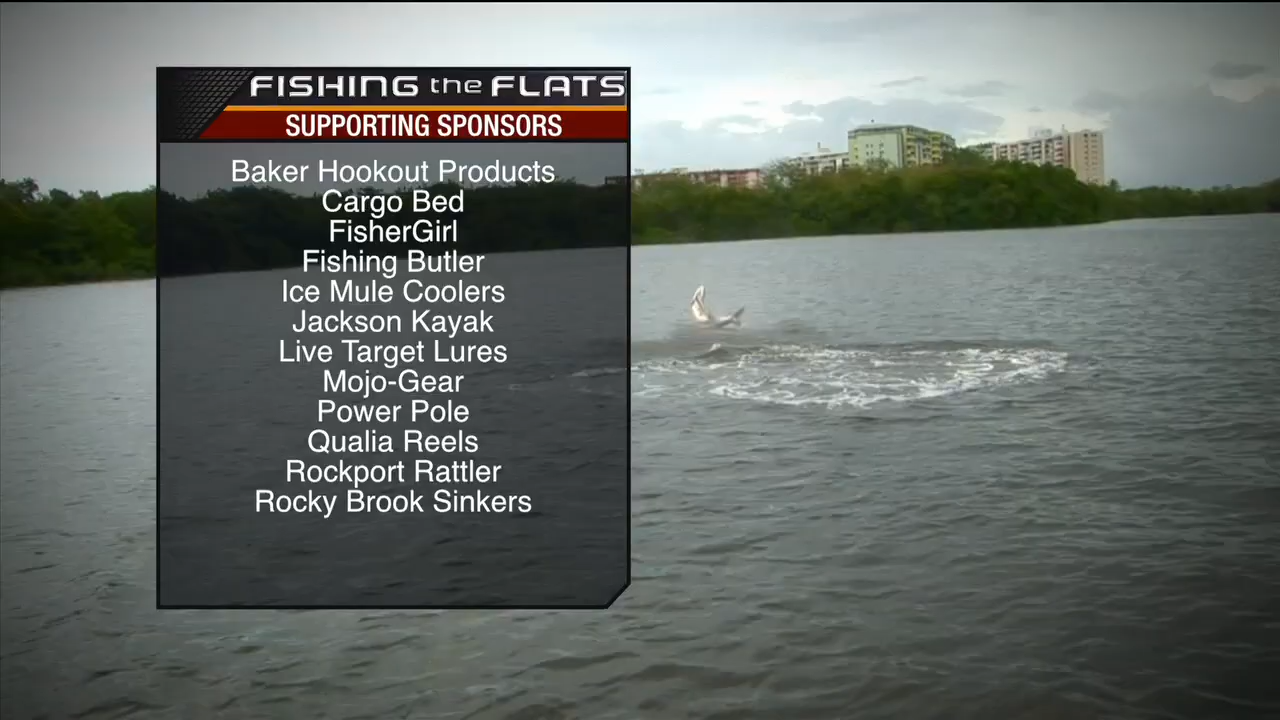 FISHING the FLATS
SUPPORTING SPONSORS
Baker Hookout Products
Cargo Bed
FisherGirl
Fishing Butler
Ice Mule Coolers
Jackson Kayak
Live Target Lures
Mojo-Gear
Power Pole
Qualia Reels
Rockport Rattler
Rocky Brook Sinkers